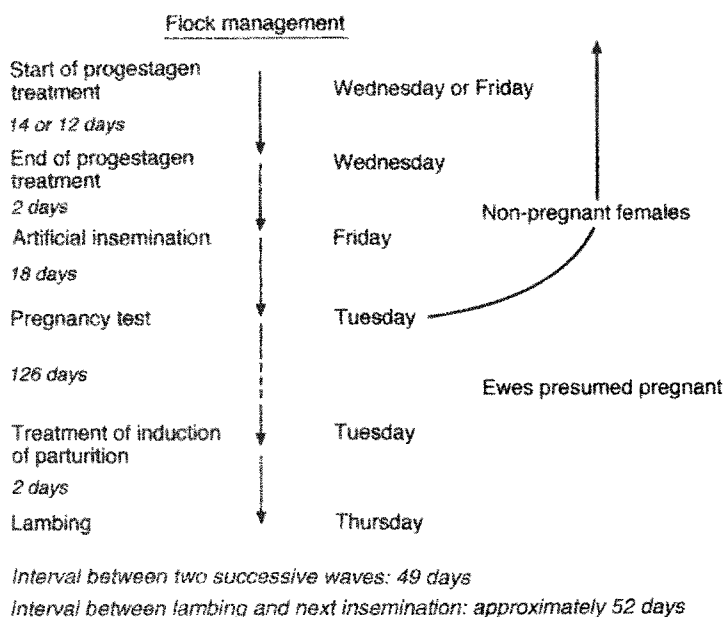 Flock management
Start of progestagen
treatment
Wednesday or Friday
14 or 12 days
End of progestagen
treatment
Wednesday
2 days
Non-pregnant females
Artificial insemination
Friday
18 days
Pregnancy test
Tuesday
126 days
Ewes presumed pregnant
Treatment of induction
of parturition
Tuesday
2 days
Lambing
Thursday
Interval between two successive waves: 49 days
Interval between lambing and next insemination: approximately 52 days